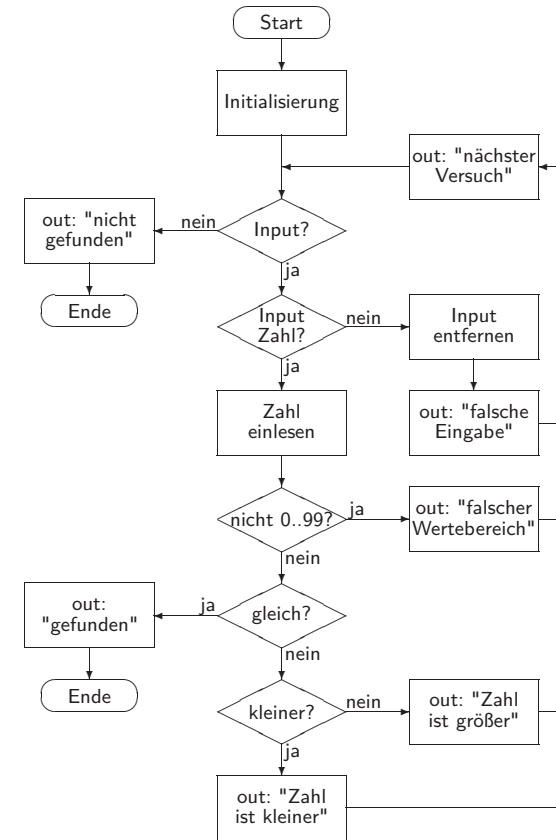 Start
Initialisierung
out: "nächster
Versuch"
out: "nicht
gefunden"
nein
Input?
ja
Ende
Input
Zahl?
nein
Input
entfernen
ja
Zahl
einlesen
out: "falsche
Eingabe"
nicht 0..99?
ja
out: "falscher
Wertebereich"
nein
out:
"gefunden"
ja
gleich?
nein
Ende
kleiner?
nein
out: "Zahl
ist größer"
ja
out: "Zahl
ist kleiner"